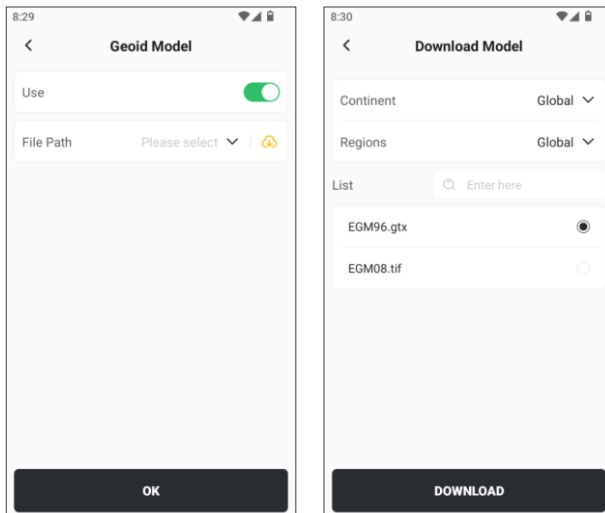 8:29
Geoid Model
Use
File Path Please select
OK
8:30
Download Model
Continent Global
Regions Global
List Enter here
EGM96.gtx
EGM08.tif
DOWNLOAD